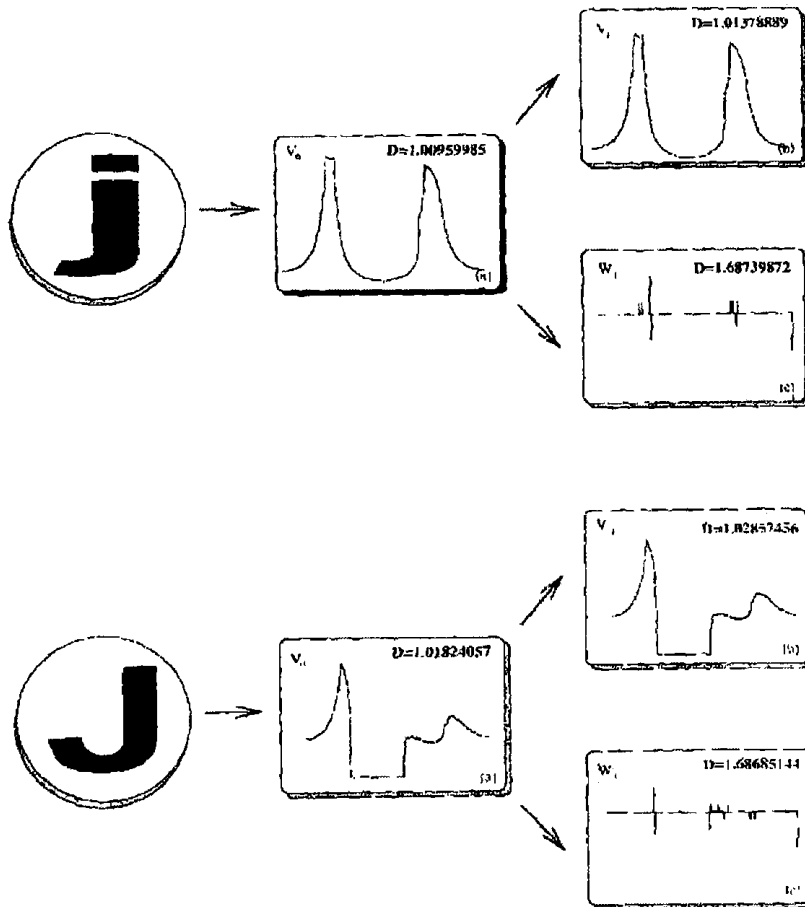 V₁ D=1.01378889
(b)
j
V₀ D=1.00959985
(a)
W₁ D=1.68739872
(c)
V₁ D=1.02857456
(b)
J
V₀ D=1.01824057
(a)
W₁ D=1.68685144
(c)